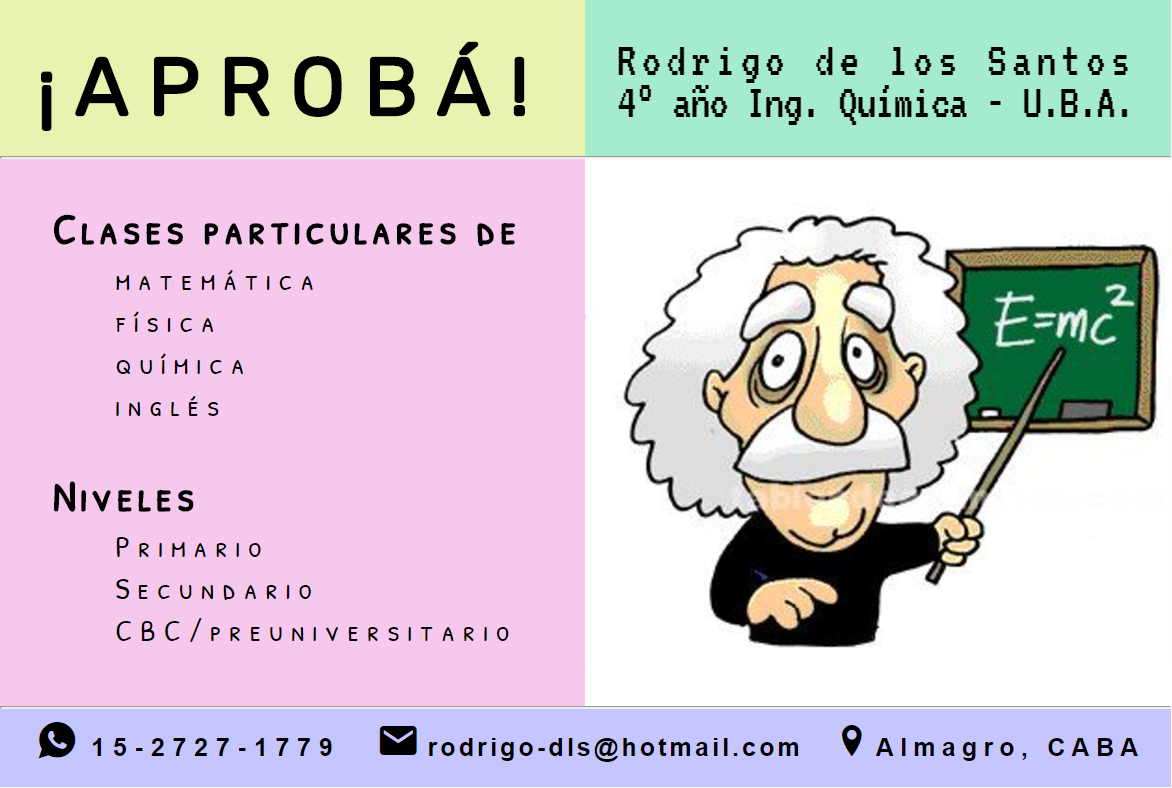 ¡APROBÁ!
Rodrigo de los Santos
4º año Ing. Química - U.B.A.
CLASES PARTICULARES DE
MATEMÁTICA
FÍSICA
QUÍMICA
INGLÉS
E=mc²
NIVELES
PRIMARIO
SECUNDARIO
CBC/PREUNIVERSITARIO
15-2727-1779
rodrigo-dls@hotmail.com
Almagro, CABA